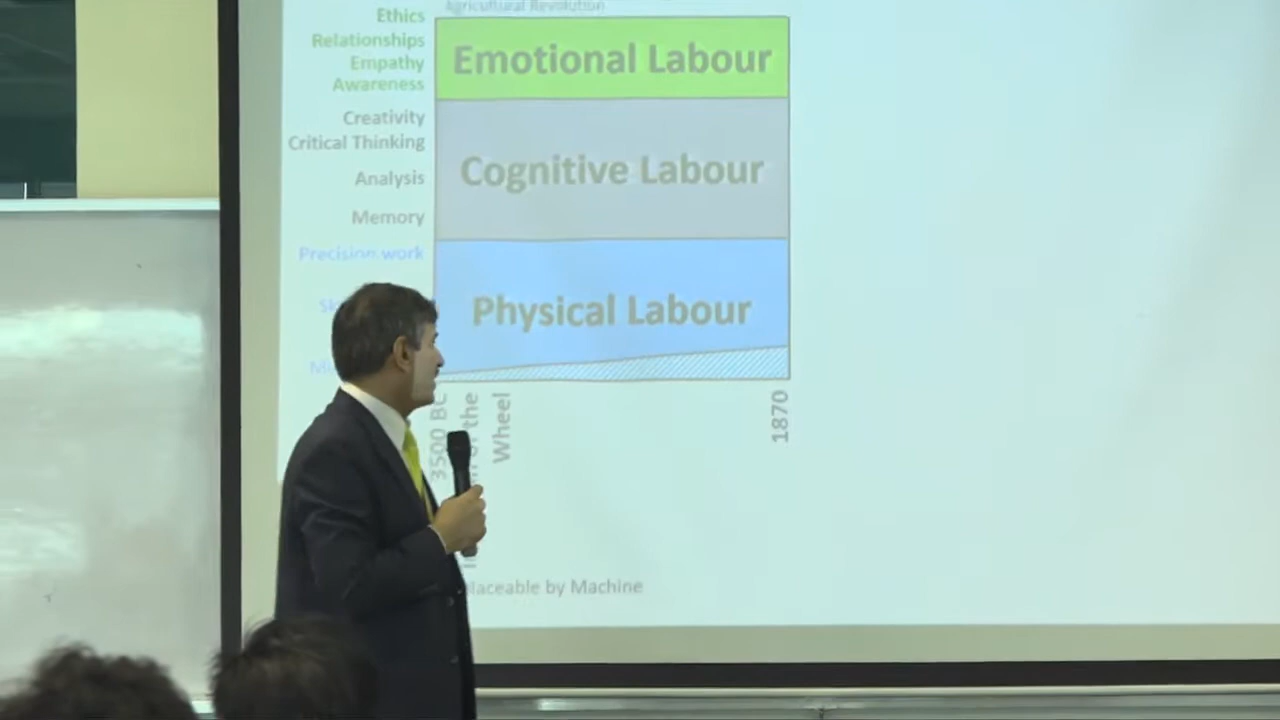 Agricultural Revolution
Ethics
Relationships
Empathy
Awareness
Emotional Labour
Creativity
Critical Thinking
Analysis
Memory
Cognitive Labour
Precision work
Physical Labour
3500 BC
the
Wheel
1870
by Machine